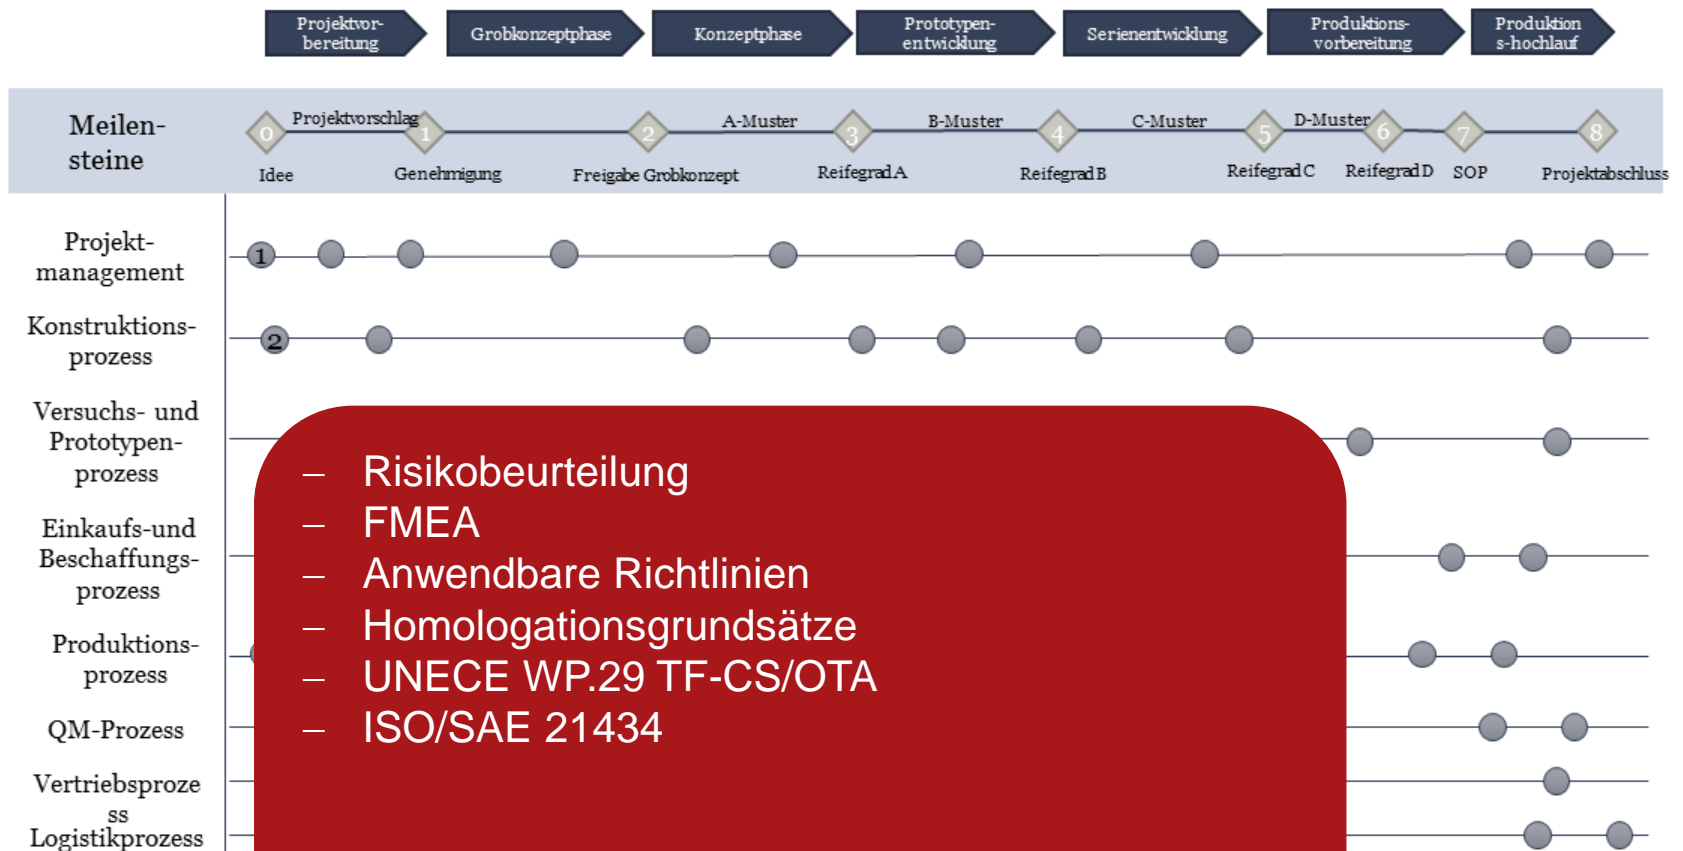 Projektvor-
bereitung
Grobkonzeptphase
Konzeptphase
Prototypen-
entwicklung
Serienentwicklung
Produktions-
vorbereitung
Produktion
s-hochlauf
Meilen-
steine
0
Projektvorschlag
1
2
A-Muster
3
B-Muster
4
C-Muster
5
D-Muster
6
7
8
Idee
Genehmigung
Freigabe Grobkonzept
Reifegrad A
Reifegrad B
Reifegrad C
Reifegrad D
SOP
Projektabschluss
Projekt-
management
1
Konstruktions-
prozess
2
Versuchs- und
Prototypen-
prozess
Einkaufs-und
Beschaffungs-
prozess
Produktions-
prozess
QM-Prozess
Vertriebsproze
ss
Logistikprozess
– Risikobeurteilung
– FMEA
– Anwendbare Richtlinien
– Homologationsgrundsätze
– UNECE WP.29 TF-CS/OTA
– ISO/SAE 21434